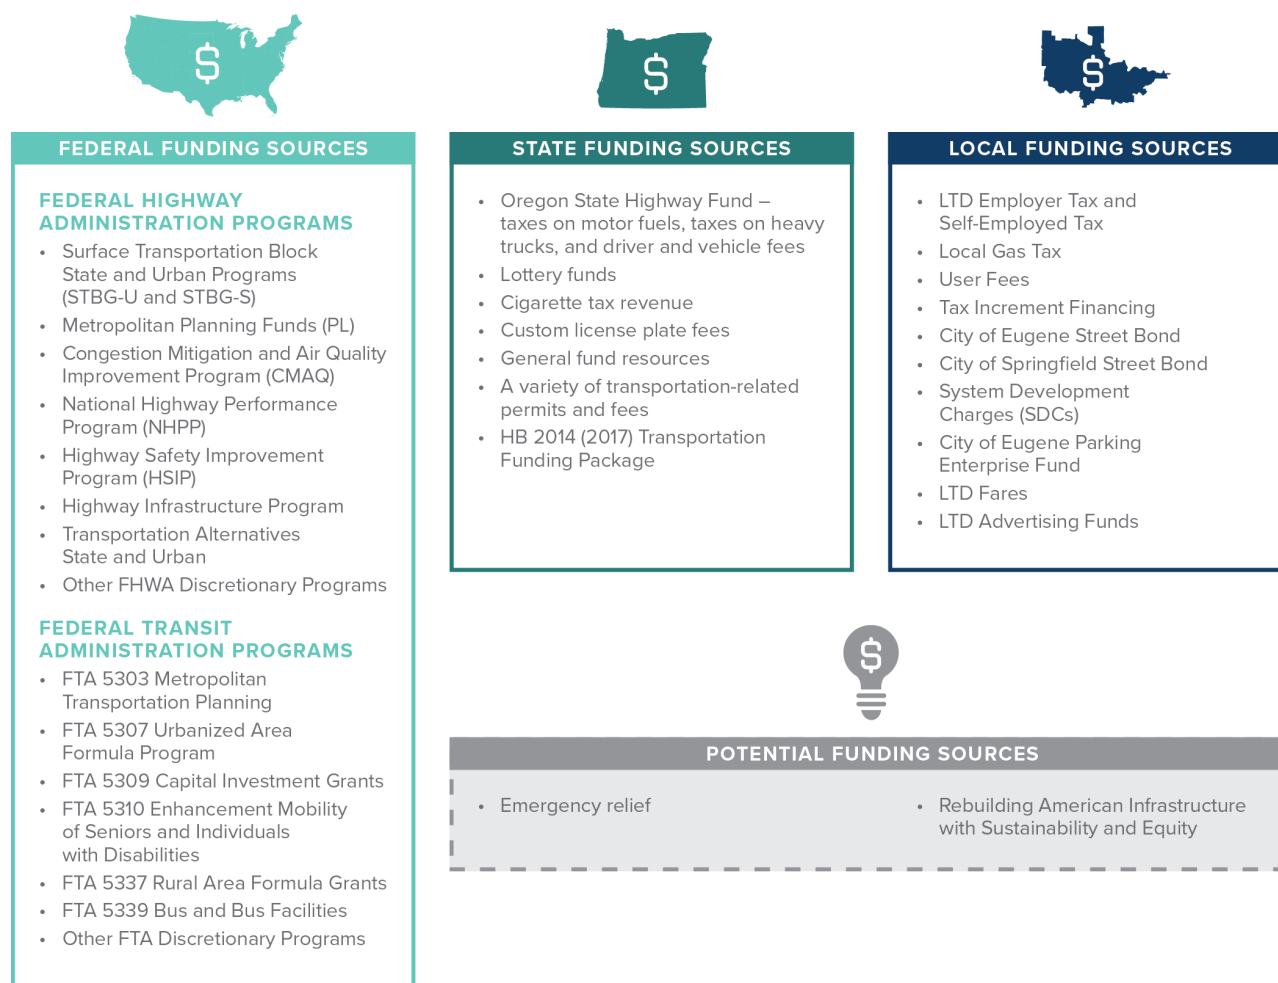 $
$
$
FEDERAL FUNDING SOURCES
FEDERAL HIGHWAY
ADMINISTRATION PROGRAMS
• Surface Transportation Block
State and Urban Programs
(STBG-U and STBG-S)
• Metropolitan Planning Funds (PL)
• Congestion Mitigation and Air Quality
Improvement Program (CMAQ)
• National Highway Performance
Program (NHPP)
• Highway Safety Improvement
Program (HSIP)
• Highway Infrastructure Program
• Transportation Alternatives
State and Urban
• Other FHWA Discretionary Programs
FEDERAL TRANSIT
ADMINISTRATION PROGRAMS
• FTA 5303 Metropolitan
Transportation Planning
• FTA 5307 Urbanized Area
Formula Program
• FTA 5309 Capital Investment Grants
• FTA 5310 Enhancement Mobility
of Seniors and Individuals
with Disabilities
• FTA 5337 Rural Area Formula Grants
• FTA 5339 Bus and Bus Facilities
• Other FTA Discretionary Programs
STATE FUNDING SOURCES
• Oregon State Highway Fund –
taxes on motor fuels, taxes on heavy
trucks, and driver and vehicle fees
• Lottery funds
• Cigarette tax revenue
• Custom license plate fees
• General fund resources
• A variety of transportation-related
permits and fees
• HB 2014 (2017) Transportation
Funding Package
LOCAL FUNDING SOURCES
• LTD Employer Tax and
Self-Employed Tax
• Local Gas Tax
• User Fees
• Tax Increment Financing
• City of Eugene Street Bond
• City of Springfield Street Bond
• System Development
Charges (SDCs)
• City of Eugene Parking
Enterprise Fund
• LTD Fares
• LTD Advertising Funds
$
POTENTIAL FUNDING SOURCES
• Emergency relief
• Rebuilding American Infrastructure
with Sustainability and Equity